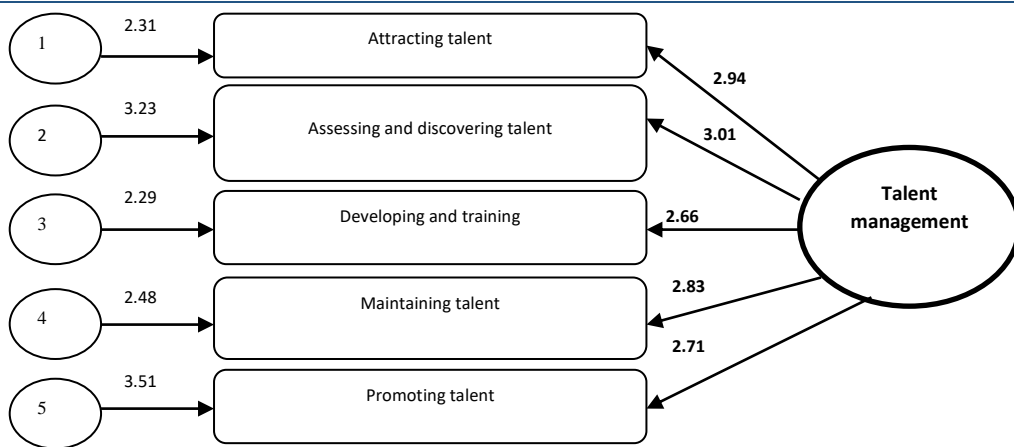 1
2.31
Attracting talent
2.94
2
3.23
Assessing and discovering talent
3.01
3
2.29
Developing and training
2.66
Talent
management
4
2.48
Maintaining talent
2.83
5
3.51
Promoting talent
2.71